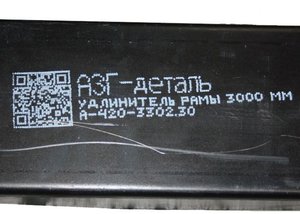 АЗГ-деталь
УДЛИНИТЕЛЬ РАМЫ 3000 ММ
А-420-3302.30